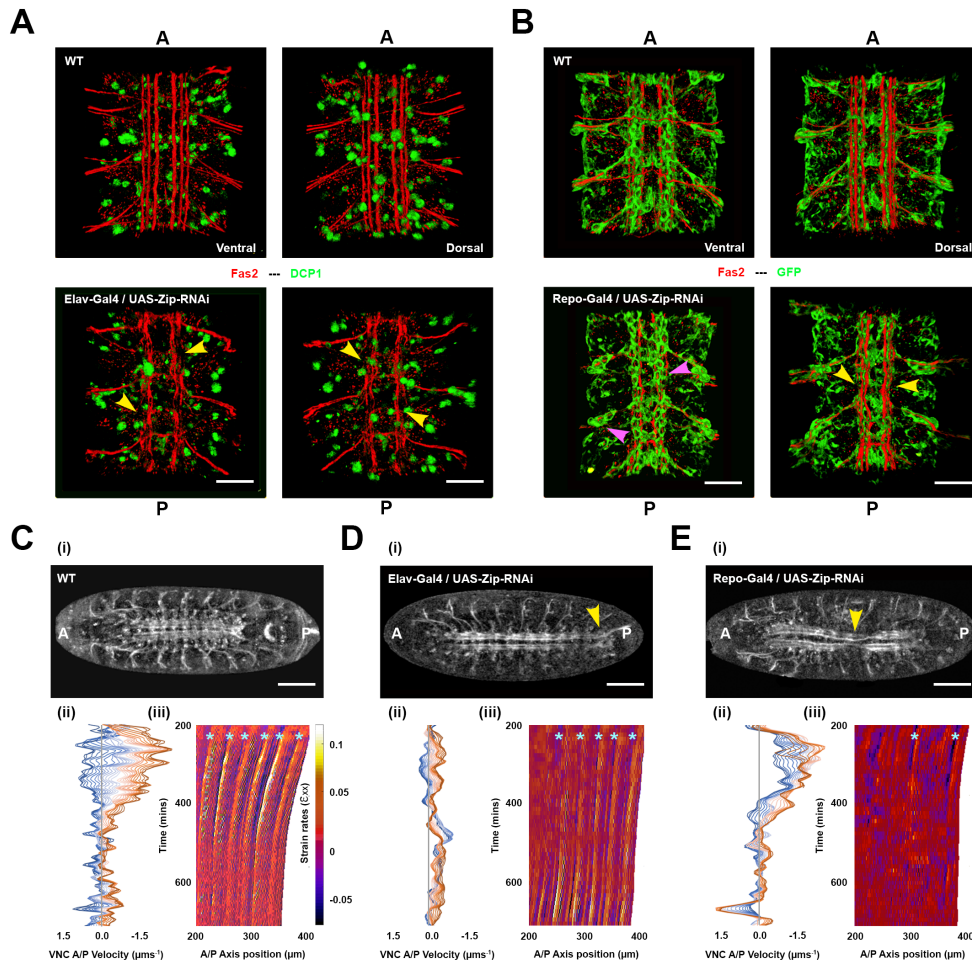 A
B
A
A
A
A
WT
WT
Ventral
Dorsal
Ventral
Dorsal
Fas2 --- DCP1
Fas2 --- GFP
Elav-Gal4 / UAS-Zip-RNAi
Repo-Gal4 / UAS-Zip-RNAi
P
P
P
P
C
D
E
(i)
(i)
(i)
WT
Elav-Gal4 / UAS-Zip-RNAi
Repo-Gal4 / UAS-Zip-RNAi
A
P
A
P
A
P
(ii)
(iii)
(ii)
(iii)
(ii)
(iii)
200
400
600
Time (mins)
* * * * * *
0.1
0.05
0
-0.05
Strain rates (ε̇xx)
200
400
600
Time (mins)
* * * * *
200
400
600
Time (mins)
* *
1.5 0.0 -1.5
200 300 400
1.5 0.0 -1.5
200 300 400
1.5 0.0 -1.5
200 300 400
VNC A/P Velocity (µms-1)
A/P Axis position (µm)
VNC A/P Velocity (µms-1)
A/P Axis position (µm)
VNC A/P Velocity (µms-1)
A/P Axis position (µm)